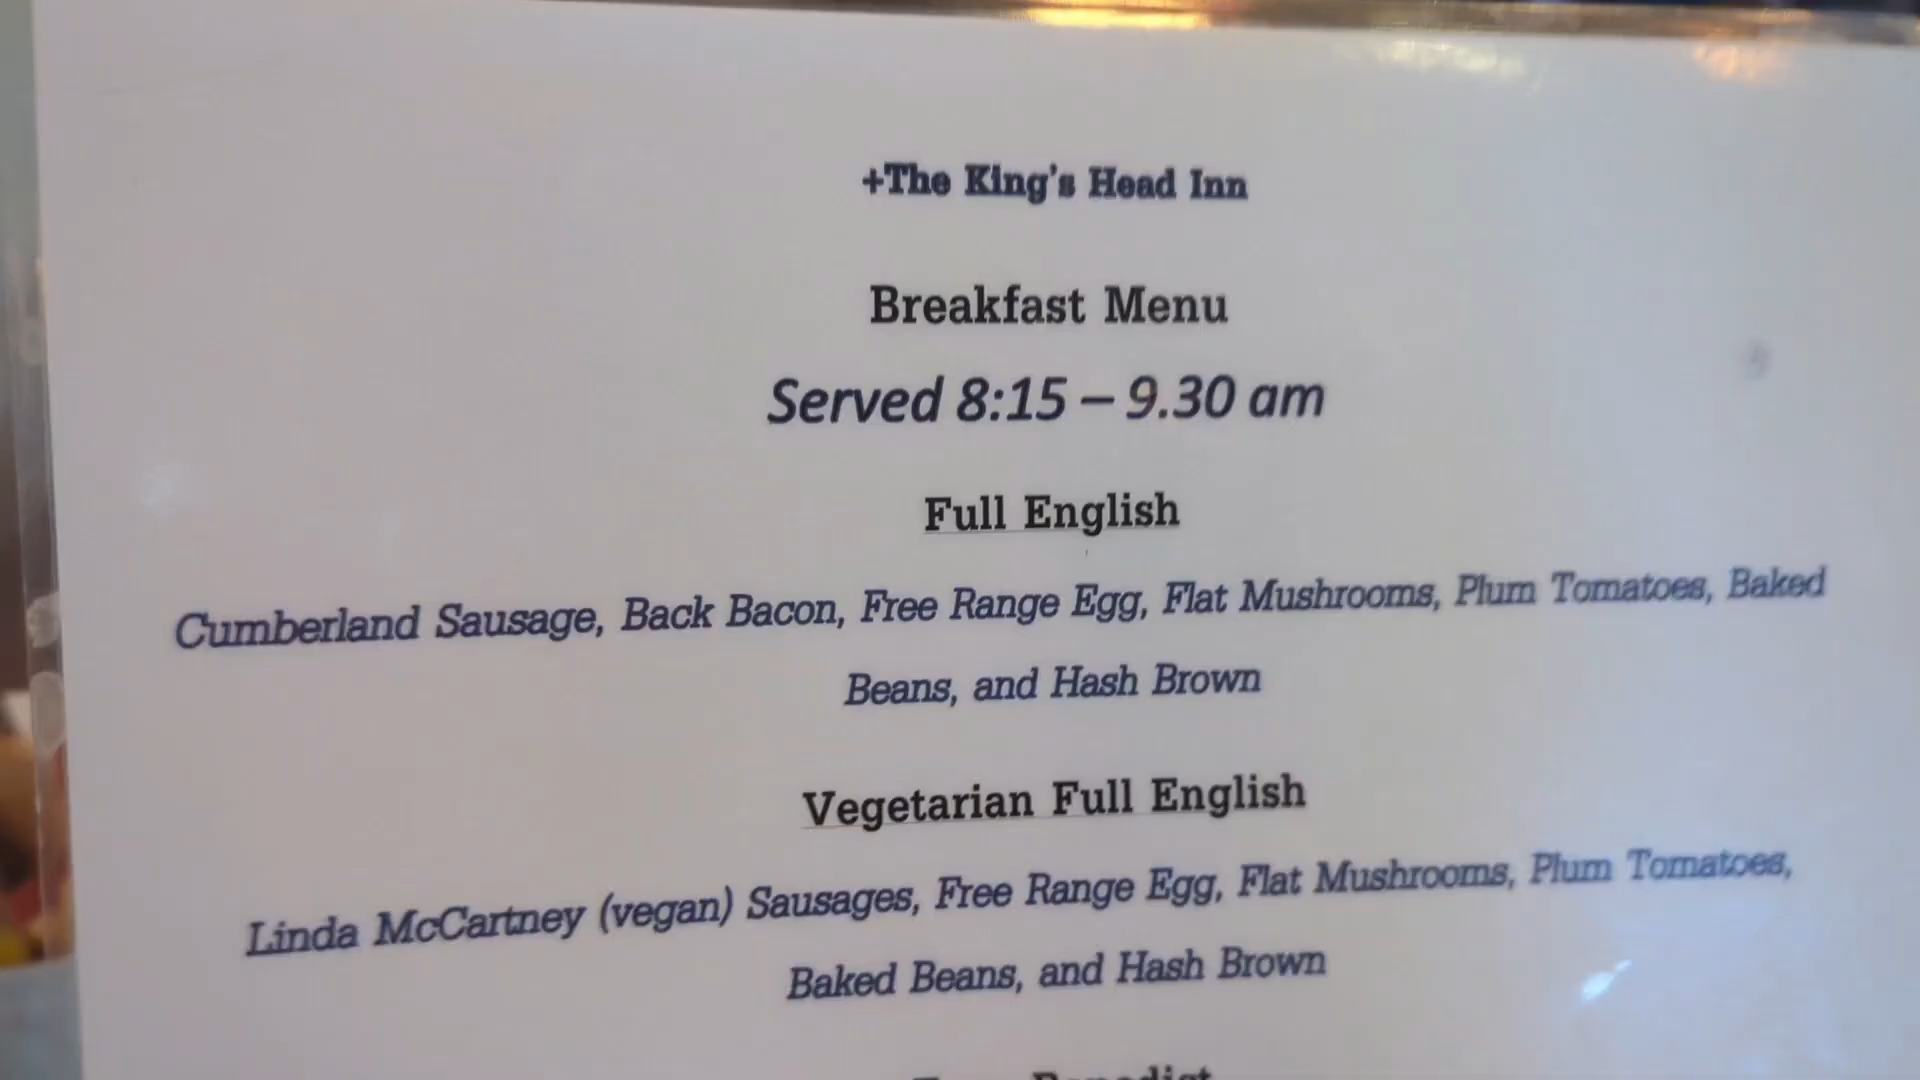 +The King's Head Inn
Breakfast Menu
Served 8:15 – 9.30 am
Full English
Cumberland Sausage, Back Bacon, Free Range Egg, Flat Mushrooms, Plum Tomatoes, Baked
Beans, and Hash Brown
Vegetarian Full English
Linda McCartney (vegan) Sausages, Free Range Egg, Flat Mushrooms, Plum Tomatoes,
Baked Beans, and Hash Brown